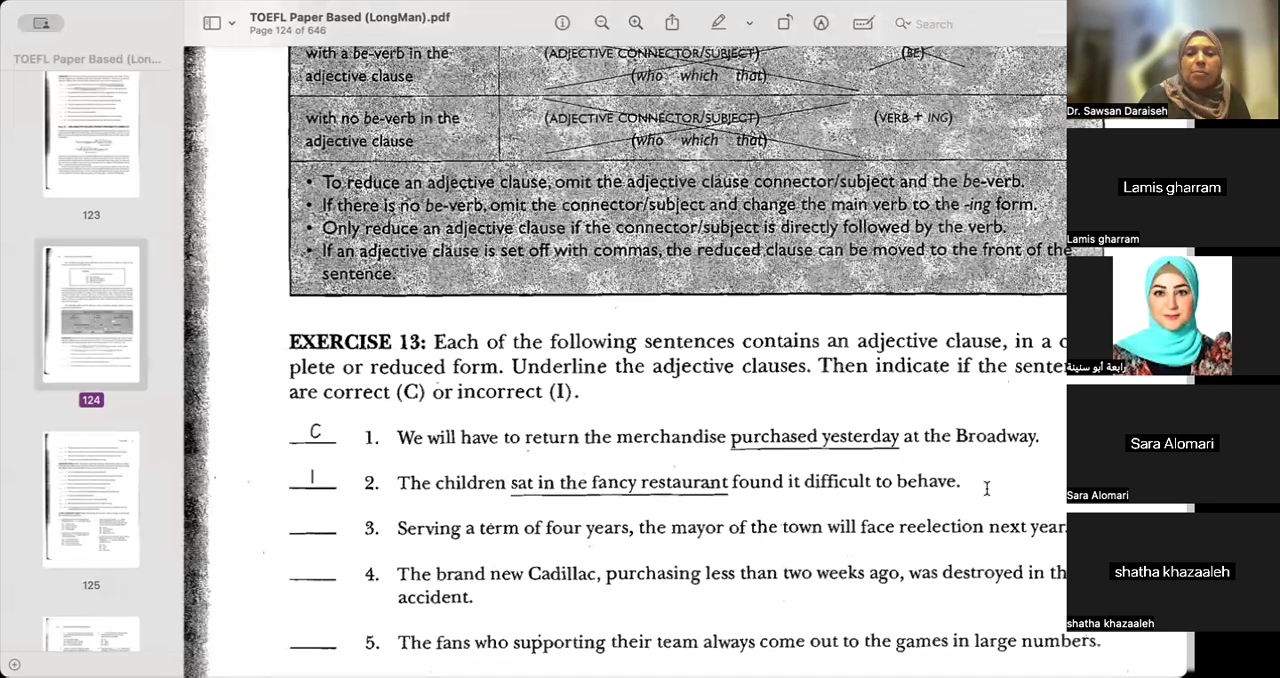 TOEFL Paper Based (LongMan).pdf
Page 124 of 646
Search
TOEFL Paper Based (Lon...
123
124
125
with a be-verb in the
adjective clause
(ADJECTIVE CONNECTOR/SUBJECT)
(who which that)
(BE)
with no be-verb in the
adjective clause
(ADJECTIVE CONNECTOR/SUBJECT)
(who which that)
(VERB + ING)
• To reduce an adjective clause, omit the adjective clause connector/subject and the be-verb.
• If there is no be-verb, omit the connector/subject and change the main verb to the -ing form.
• Only reduce an adjective clause if the connector/subject is directly followed by the verb.
• If an adjective clause is set off with commas, the reduced clause can be moved to the front of the
sentence.
EXERCISE 13: Each of the following sentences contains an adjective clause, in a c
plete or reduced form. Underline the adjective clauses. Then indicate if the sente
are correct (C) or incorrect (I).
C 1. We will have to return the merchandise purchased yesterday at the Broadway.
I 2. The children sat in the fancy restaurant found it difficult to behave.
3. Serving a term of four years, the mayor of the town will face reelection next year.
4. The brand new Cadillac, purchasing less than two weeks ago, was destroyed in th
accident.
5. The fans who supporting their team always come out to the games in large numbers.
Dr. Sawsan Daraiseh
Lamis gharram
Lamis gharram
رابعة أبو سنينة
Sara Alomari
Sara Alomari
shatha khazaaleh
shatha khazaaleh